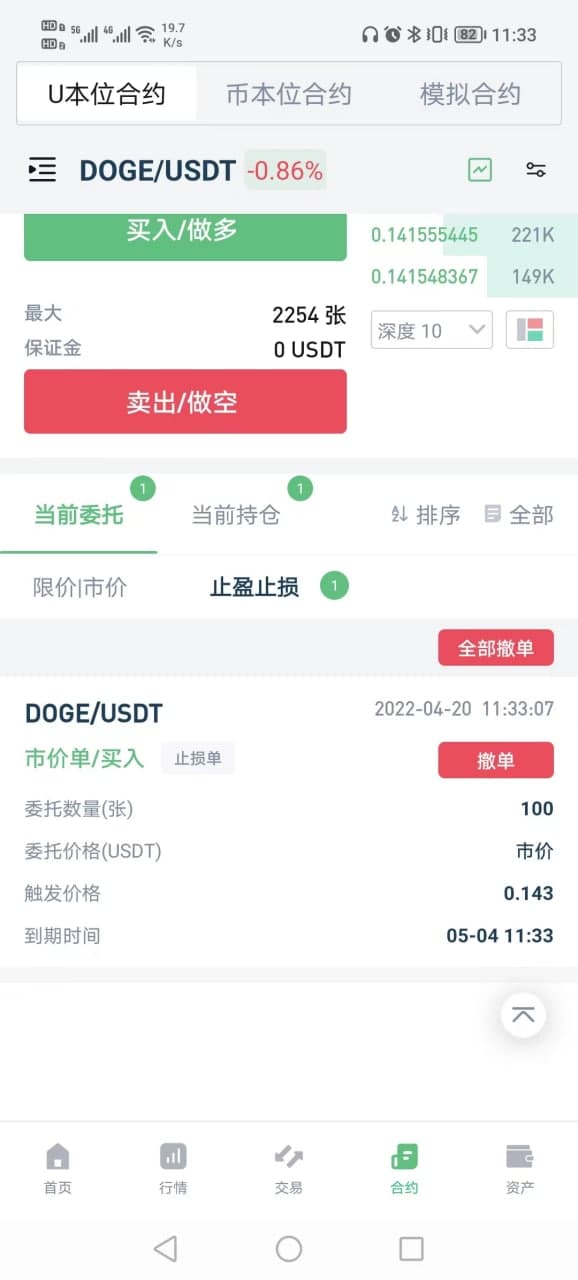 HD 5G 4G 19.7 82 11:33
HD 2 K/s
U本位合约 币本位合约 模拟合约
DOGE/USDT -0.86%
买入/做多 0.141555445 221K
0.141548367 149K
最大 2254 张
深度 10
保证金 0 USDT
卖出/做空
1 1
当前委托 当前持仓 排序 全部
限价|市价 止盈止损 1
全部撤单
DOGE/USDT 2022-04-20 11:33:07
市价单/买入 止损单 撤单
委托数量(张) 100
委托价格(USDT) 市价
触发价格 0.143
到期时间 05-04 11:33
首页 行情 交易 合约 资产